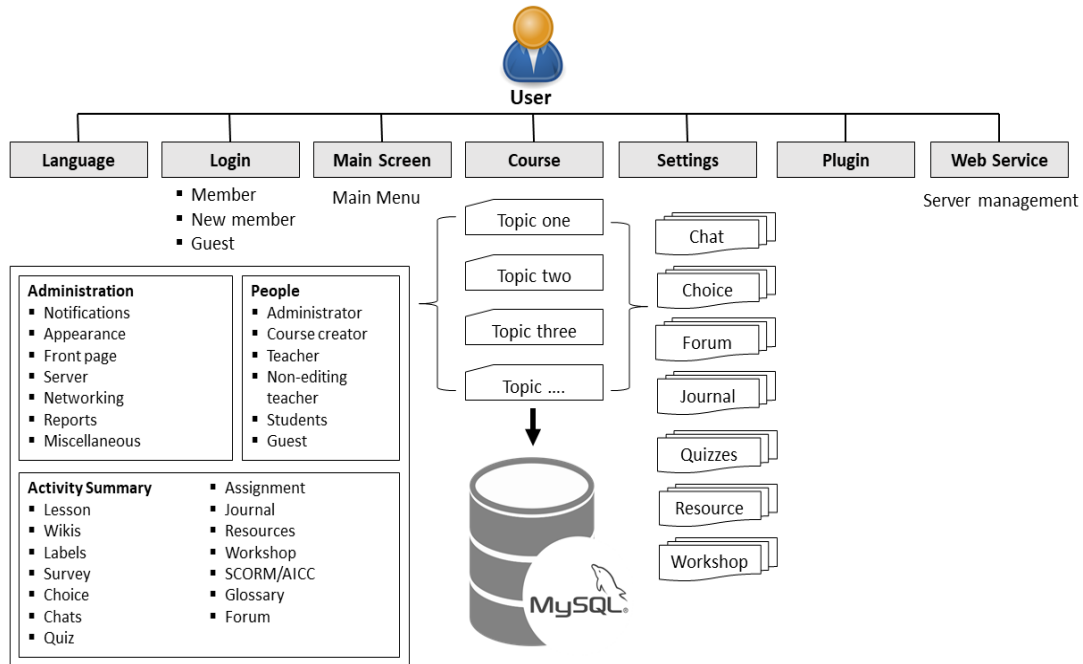 User
Language
Login
Main Screen
Course
Settings
Plugin
Web Service
▪ Member
▪ New member
▪ Guest
Main Menu
Server management
Administration
▪ Notifications
▪ Appearance
▪ Front page
▪ Server
▪ Networking
▪ Reports
▪ Miscellaneous
People
▪ Administrator
▪ Course creator
▪ Teacher
▪ Non-editing
teacher
▪ Students
▪ Guest
Activity Summary
▪ Lesson
▪ Wikis
▪ Labels
▪ Survey
▪ Choice
▪ Chats
▪ Quiz
▪ Assignment
▪ Journal
▪ Resources
▪ Workshop
▪ SCORM/AICC
▪ Glossary
▪ Forum
Topic one
Topic two
Topic three
Topic ....
MySQL®
Chat
Choice
Forum
Journal
Quizzes
Resource
Workshop